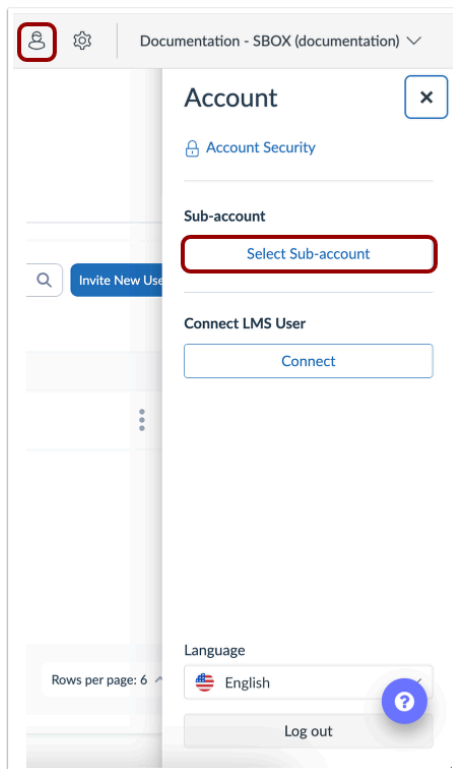 Documentation - SBOX (documentation)
Account
Account Security
Sub-account
Select Sub-account
Invite New Use
Connect LMS User
Connect
Language
Rows per page: 6
English
Log out